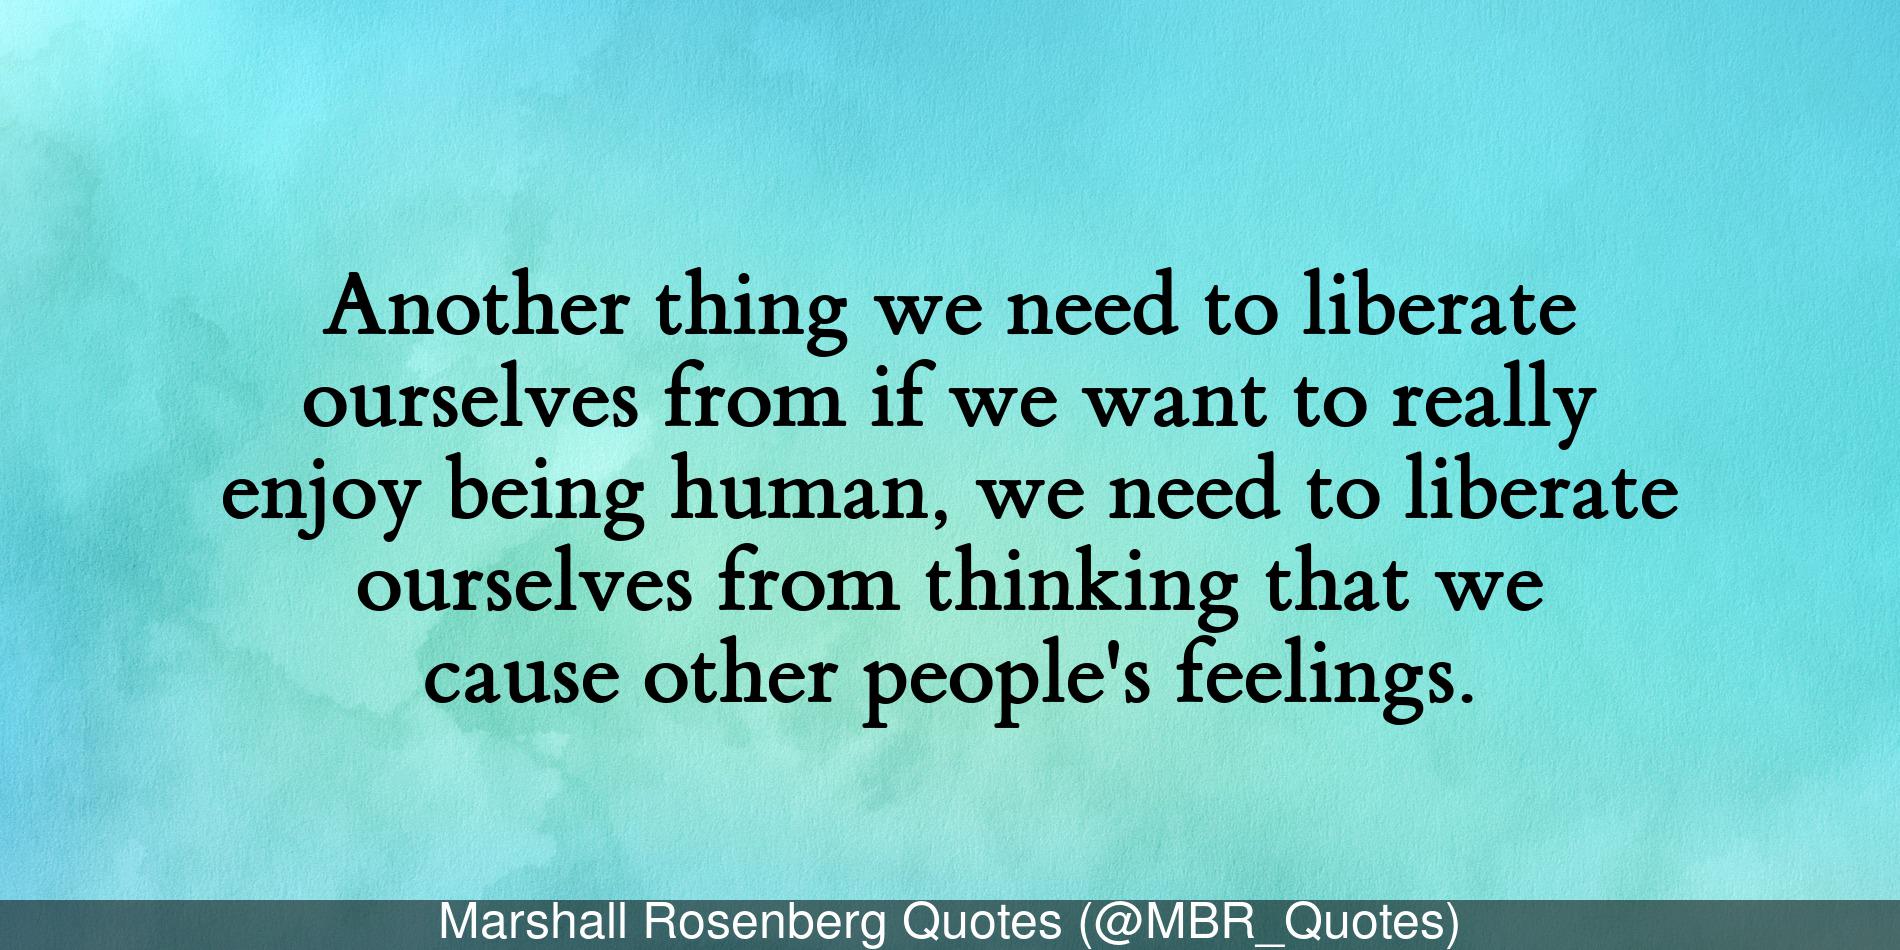 Another thing we need to liberate
ourselves from if we want to really
enjoy being human, we need to liberate
ourselves from thinking that we
cause other people's feelings.
Marshall Rosenberg Quotes (@MBR_Quotes)